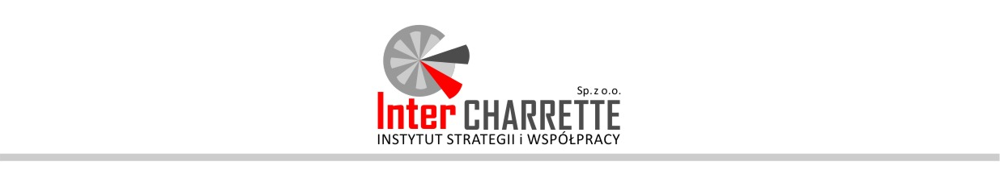 Sp. z o.o.
Inter CHARRETTE
INSTYTUT STRATEGII i WSPÓŁPRACY